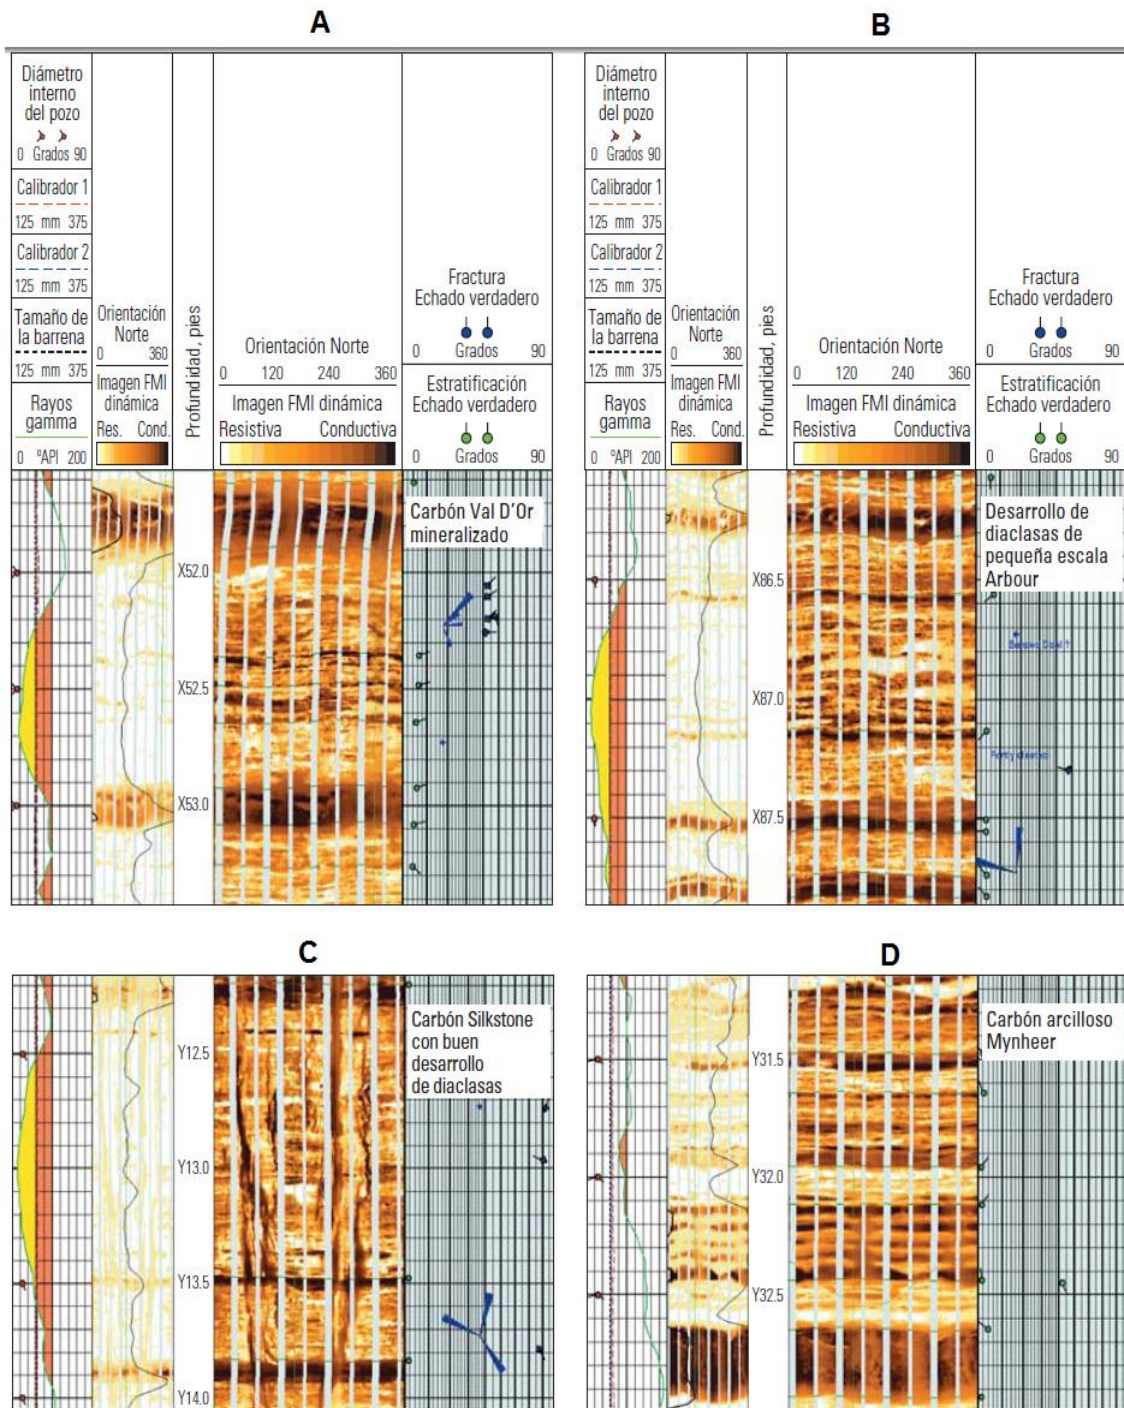 A
Diámetro
interno
del pozo
0 Grados 90
Calibrador 1
125 mm 375
Calibrador 2
125 mm 375
Tamaño de
la barrena
125 mm 375
Rayos
gamma
0 ºAPI 200
Orientación
Norte
0 360
Imagen FMI
dinámica
Res. Cond.
Profundidad, pies
Orientación Norte
0 120 240 360
Imagen FMI dinámica
Resistiva Conductiva
Fractura
Echado verdadero
0 Grados 90
Estratificación
Echado verdadero
0 Grados 90
Carbón Val D'Or
mineralizado
X52.0
X52.5
X53.0
B
Diámetro
interno
del pozo
0 Grados 90
Calibrador 1
125 mm 375
Calibrador 2
125 mm 375
Tamaño de
la barrena
125 mm 375
Rayos
gamma
0 ºAPI 200
Orientación
Norte
0 360
Imagen FMI
dinámica
Res. Cond.
Profundidad, pies
Orientación Norte
0 120 240 360
Imagen FMI dinámica
Resistiva Conductiva
Fractura
Echado verdadero
0 Grados 90
Estratificación
Echado verdadero
0 Grados 90
Desarrollo de
diaclasas de
pequeña escala
Arbour
X86.5
X87.0
X87.5
C
Carbón Silkstone
con buen
desarrollo
de diaclasas
Y12.5
Y13.0
Y13.5
Y14.0
D
Carbón arcilloso
Mynheer
Y31.5
Y32.0
Y32.5